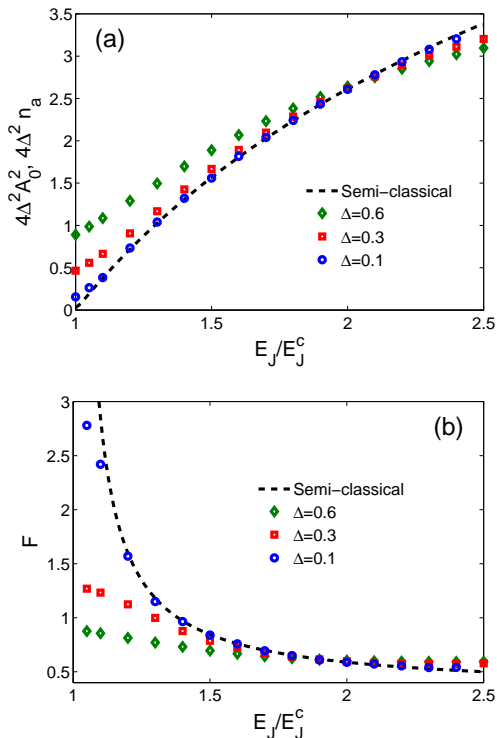 (a)
3.5
3
2.5
2
1.5
1
0.5
0
4Δ²A₀², 4Δ² nₐ
Semi−classical
Δ=0.6
Δ=0.3
Δ=0.1
1 1.5 2 2.5
E_J/E_J^c
(b)
3
2.5
2
1.5
1
0.5
F
Semi−classical
Δ=0.6
Δ=0.3
Δ=0.1
1 1.5 2 2.5
E_J/E_J^c